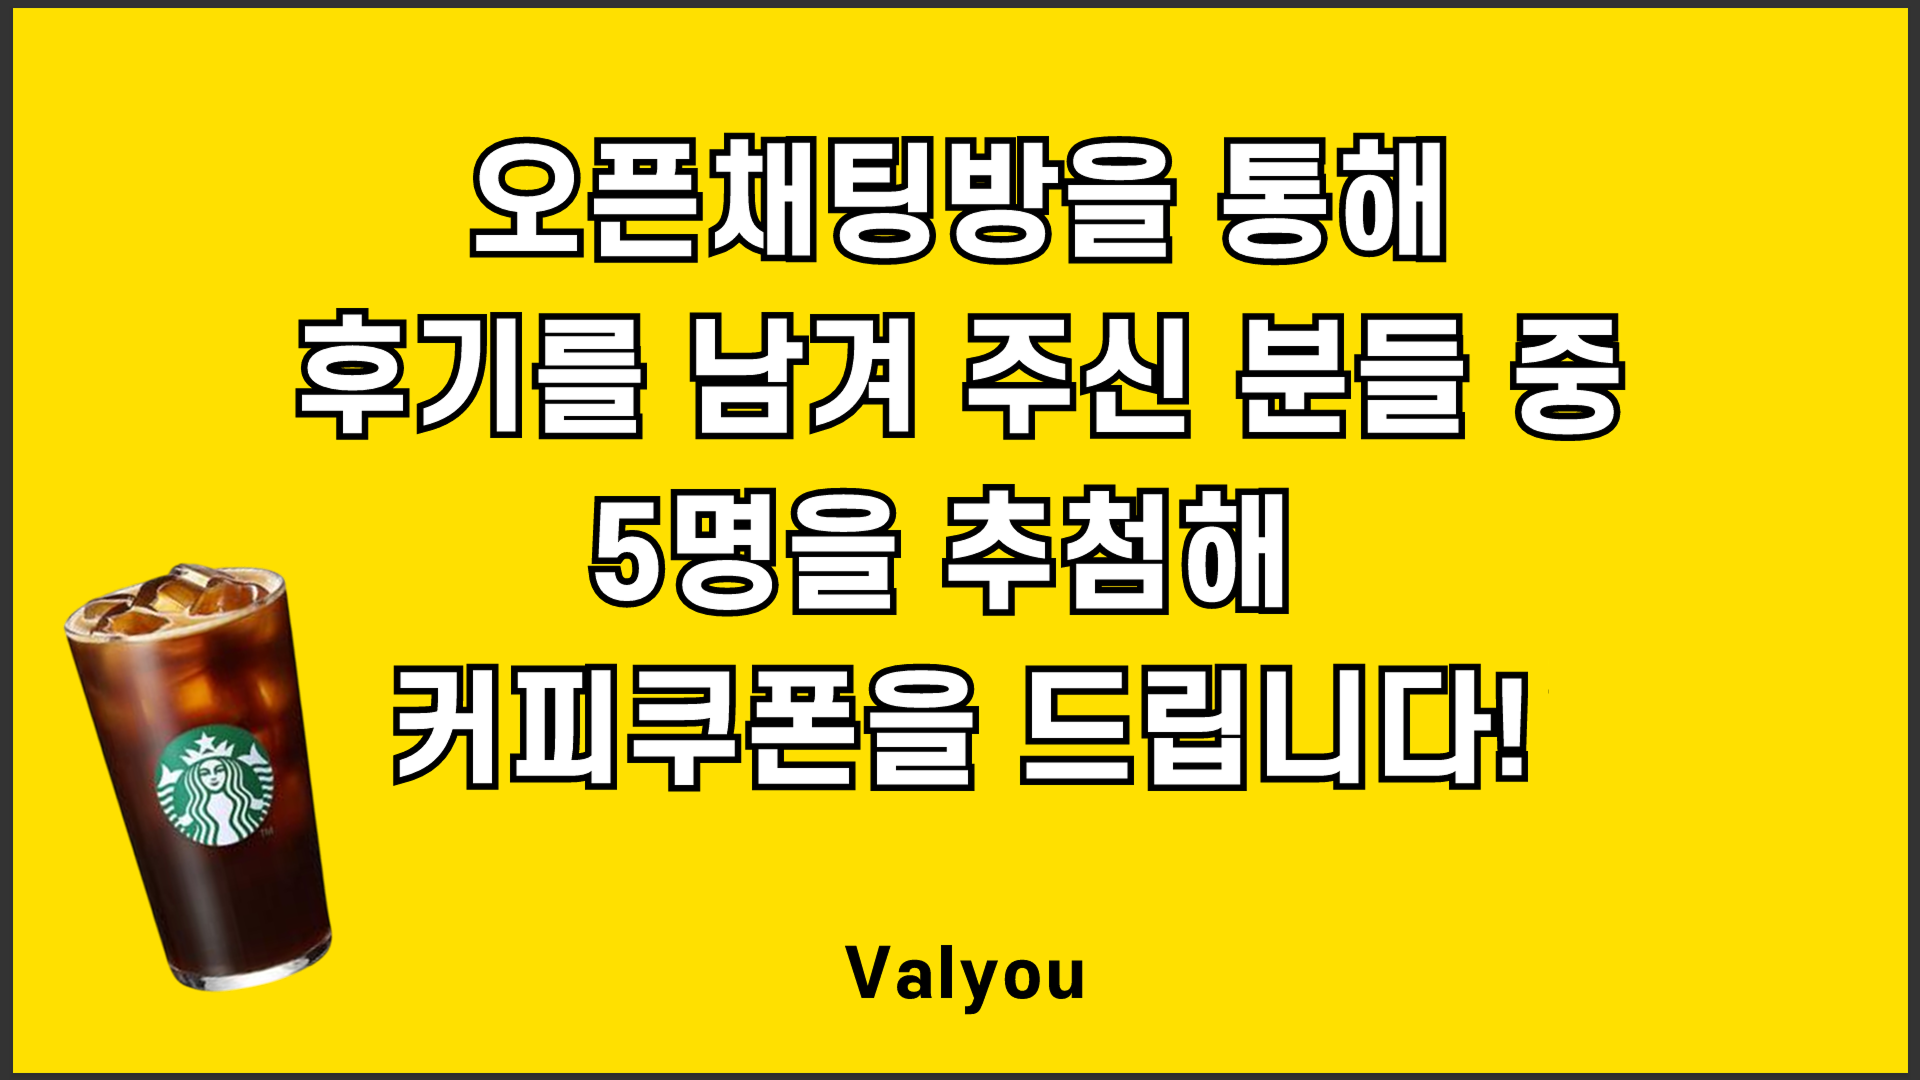 오픈채팅방을 통해
후기를 남겨 주신 분들 중
5명을 추첨해
커피쿠폰을 드립니다!
TM
Valyou